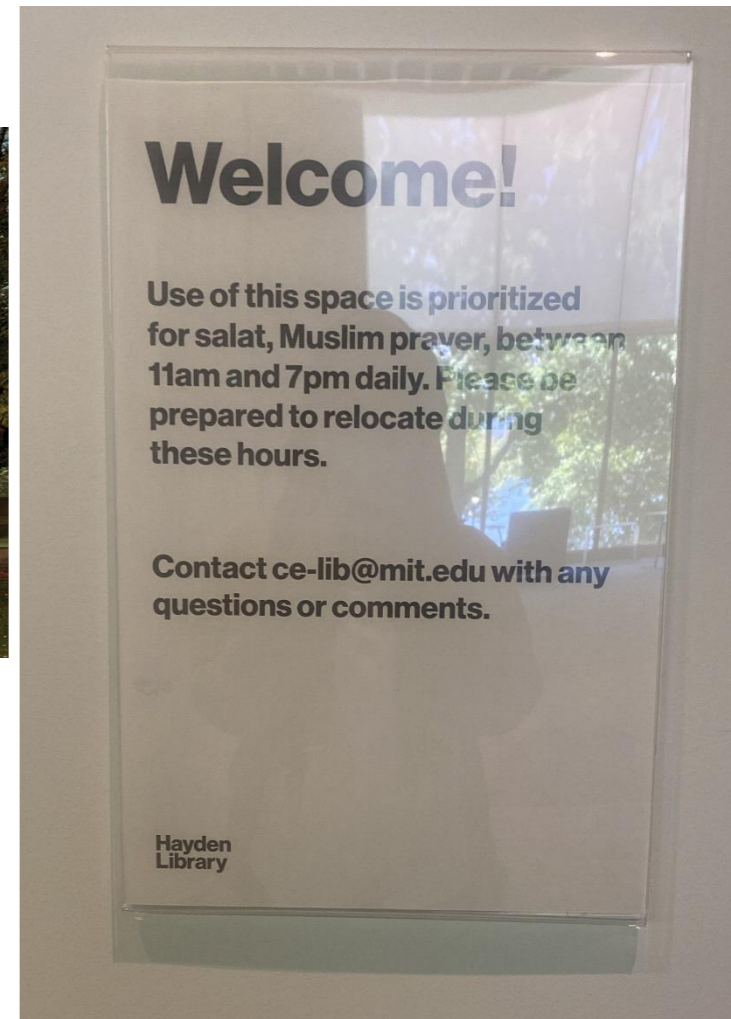 Welcome!
Use of this space is prioritized
for salat, Muslim prayer, between
11am and 7pm daily. Please be
prepared to relocate during
these hours.
Contact ce-lib@mit.edu with any
questions or comments.
Hayden
Library